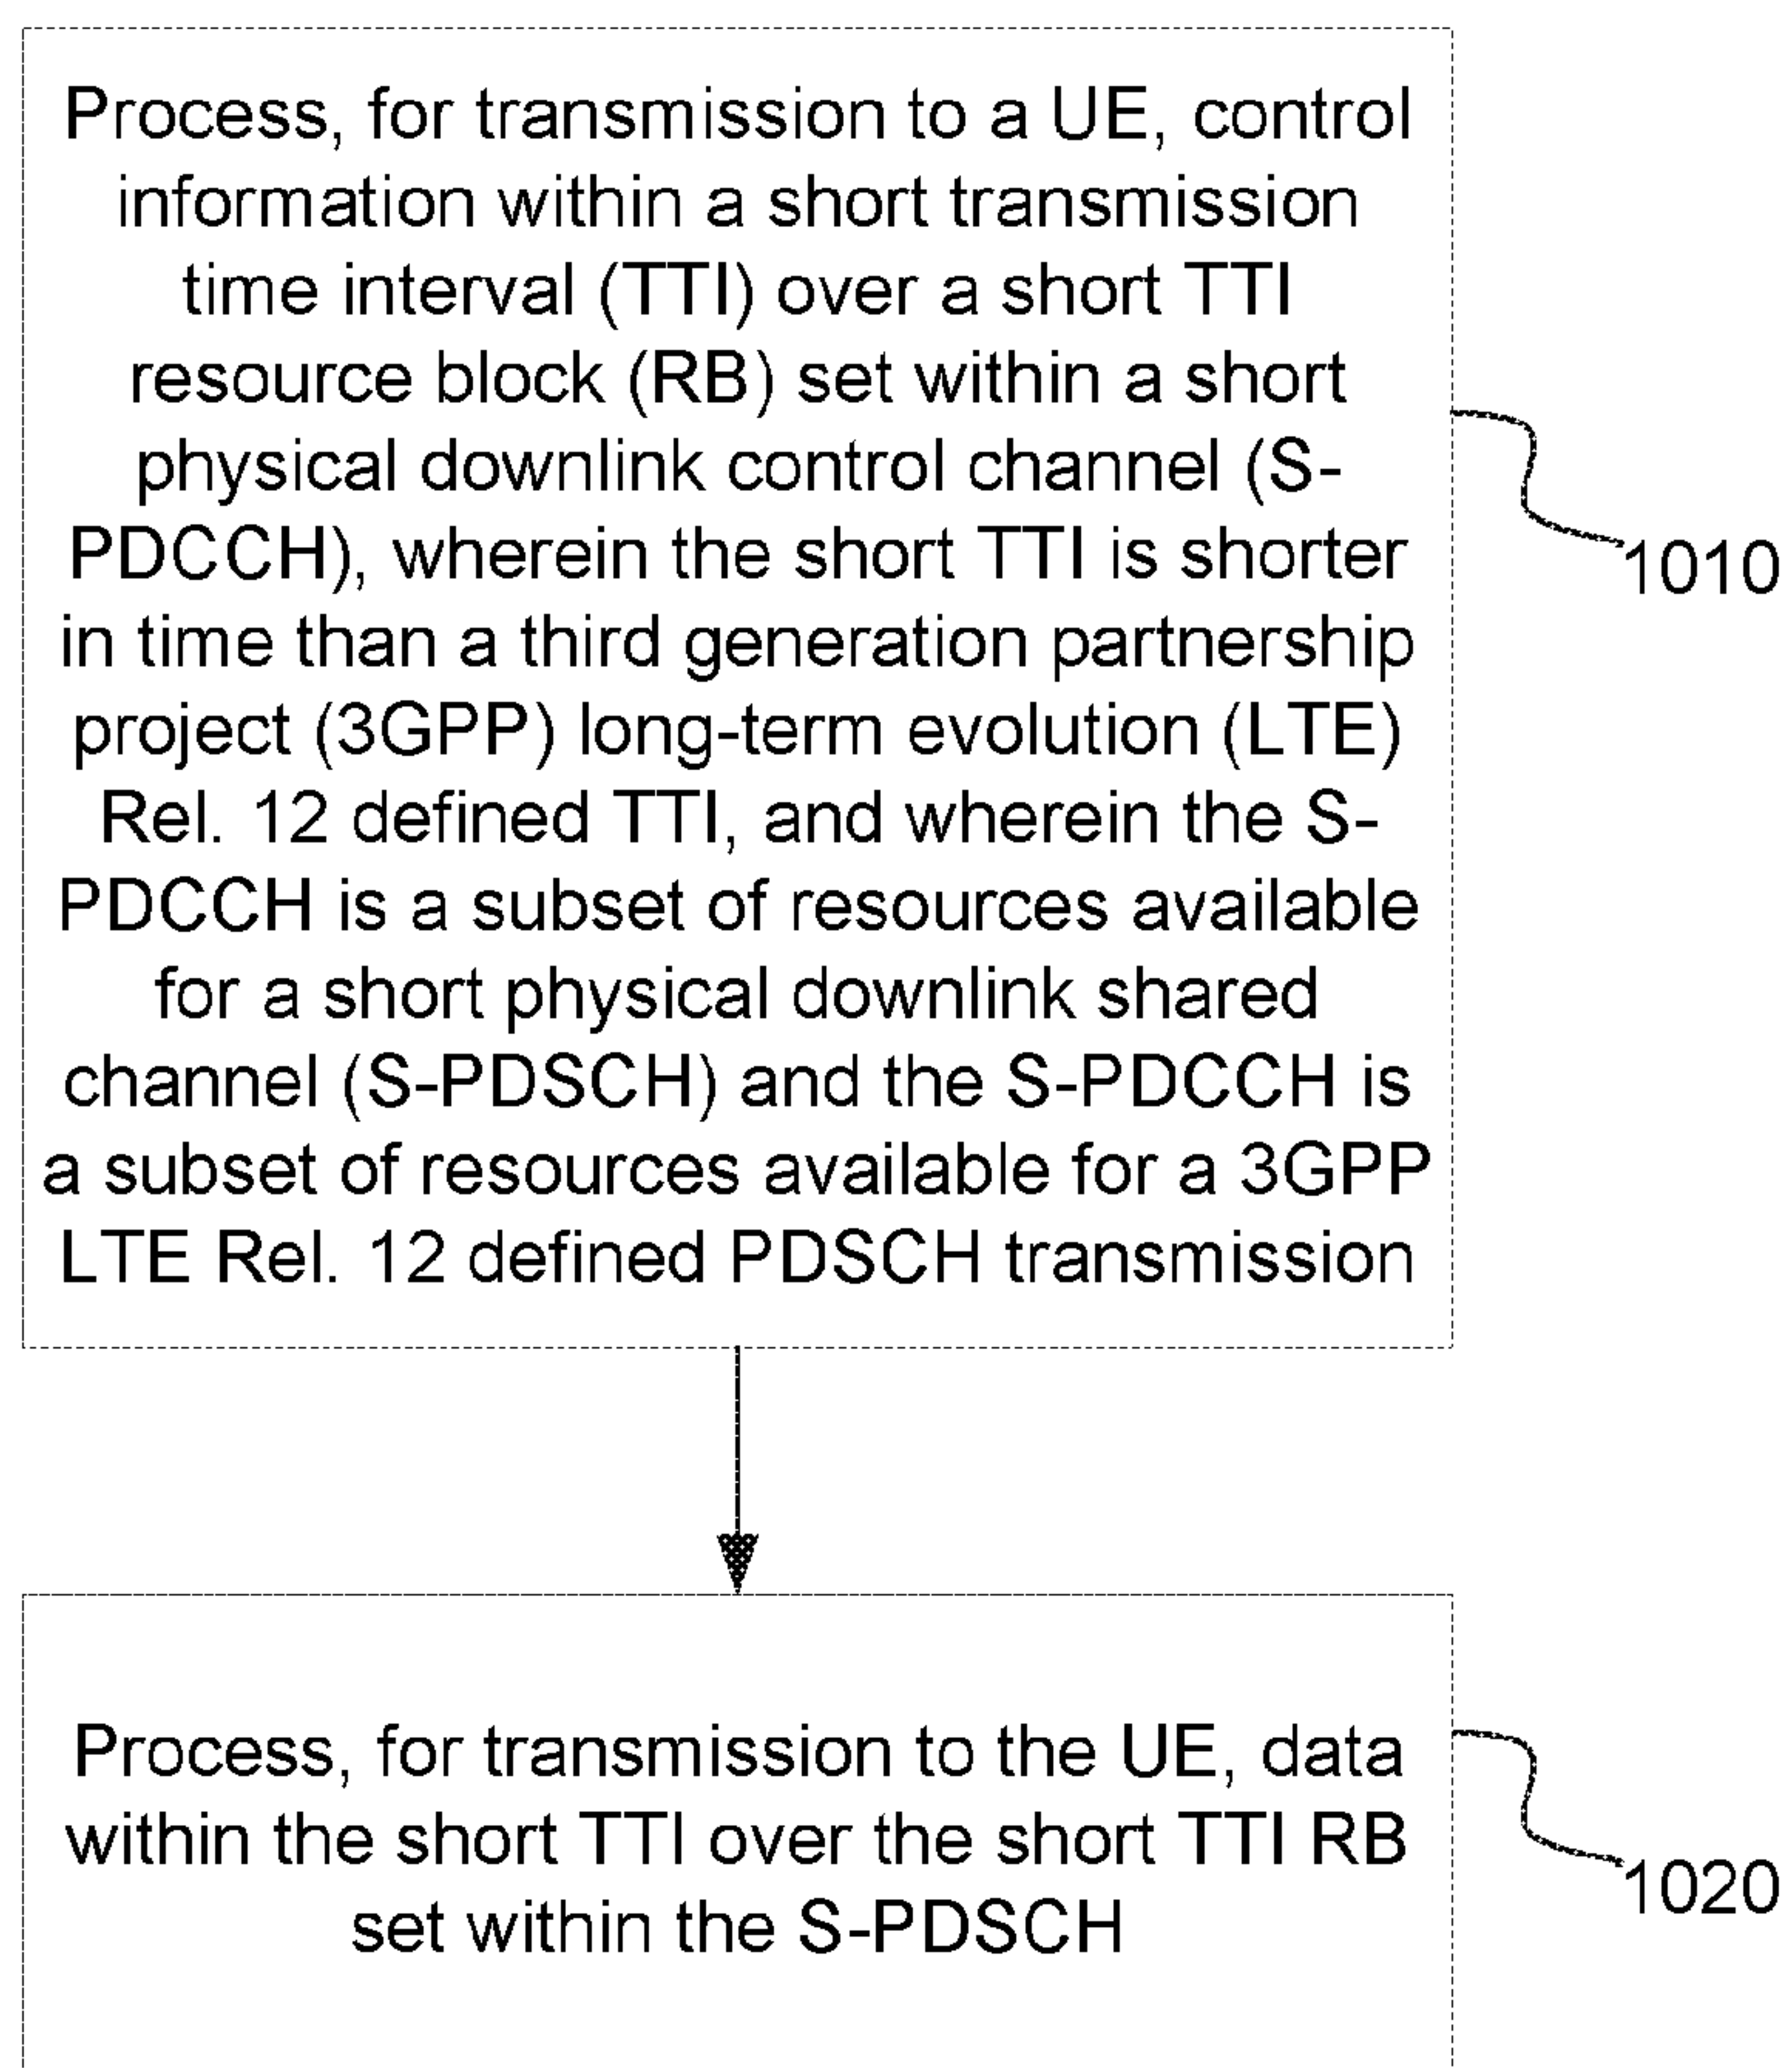 Process, for transmission to a UE, control
information within a short transmission
time interval (TTI) over a short TTI
resource block (RB) set within a short
physical downlink control channel (S-
PDCCH), wherein the short TTI is shorter
in time than a third generation partnership
project (3GPP) long-term evolution (LTE)
Rel. 12 defined TTI, and wherein the S-
PDCCH is a subset of resources available
for a short physical downlink shared
channel (S-PDSCH) and the S-PDCCH is
a subset of resources available for a 3GPP
LTE Rel. 12 defined PDSCH transmission
1010
Process, for transmission to the UE, data
within the short TTI over the short TTI RB
set within the S-PDSCH
1020